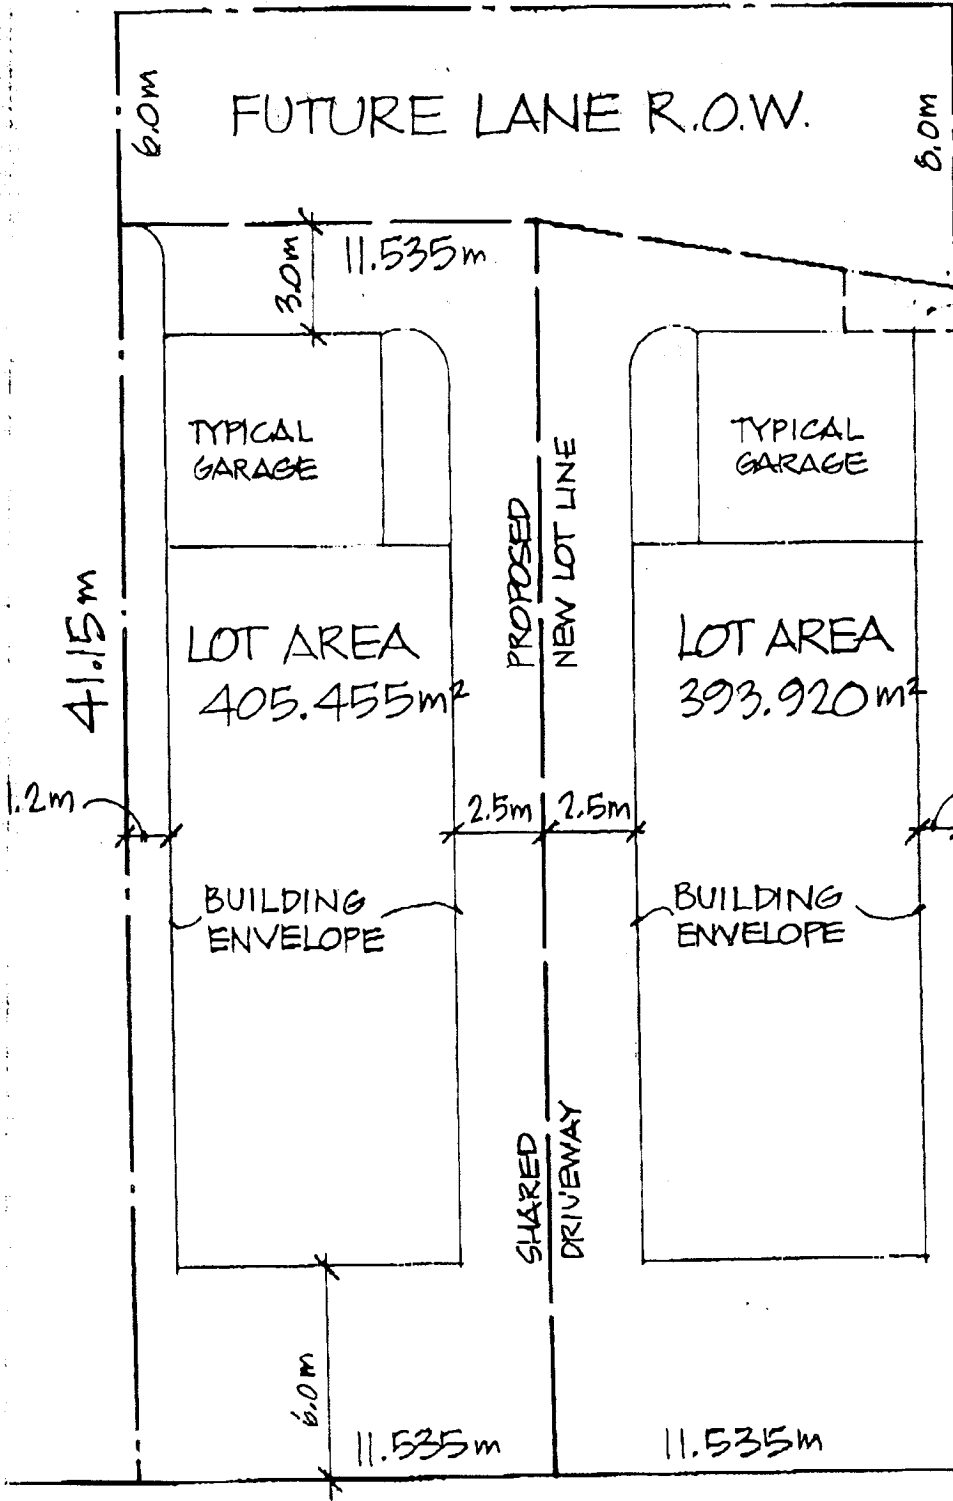 6.0m
FUTURE LANE R.O.W.
8.0m
3.0m
11.535m
TYPICAL
GARAGE
TYPICAL
GARAGE
PROPOSED
NEW LOT LINE
41.15m
LOT AREA
405.455m²
LOT AREA
393.920m²
1.2m
2.5m
2.5m
BUILDING
ENVELOPE
BUILDING
ENVELOPE
SHARED
DRIVEWAY
6.0m
11.535m
11.535m